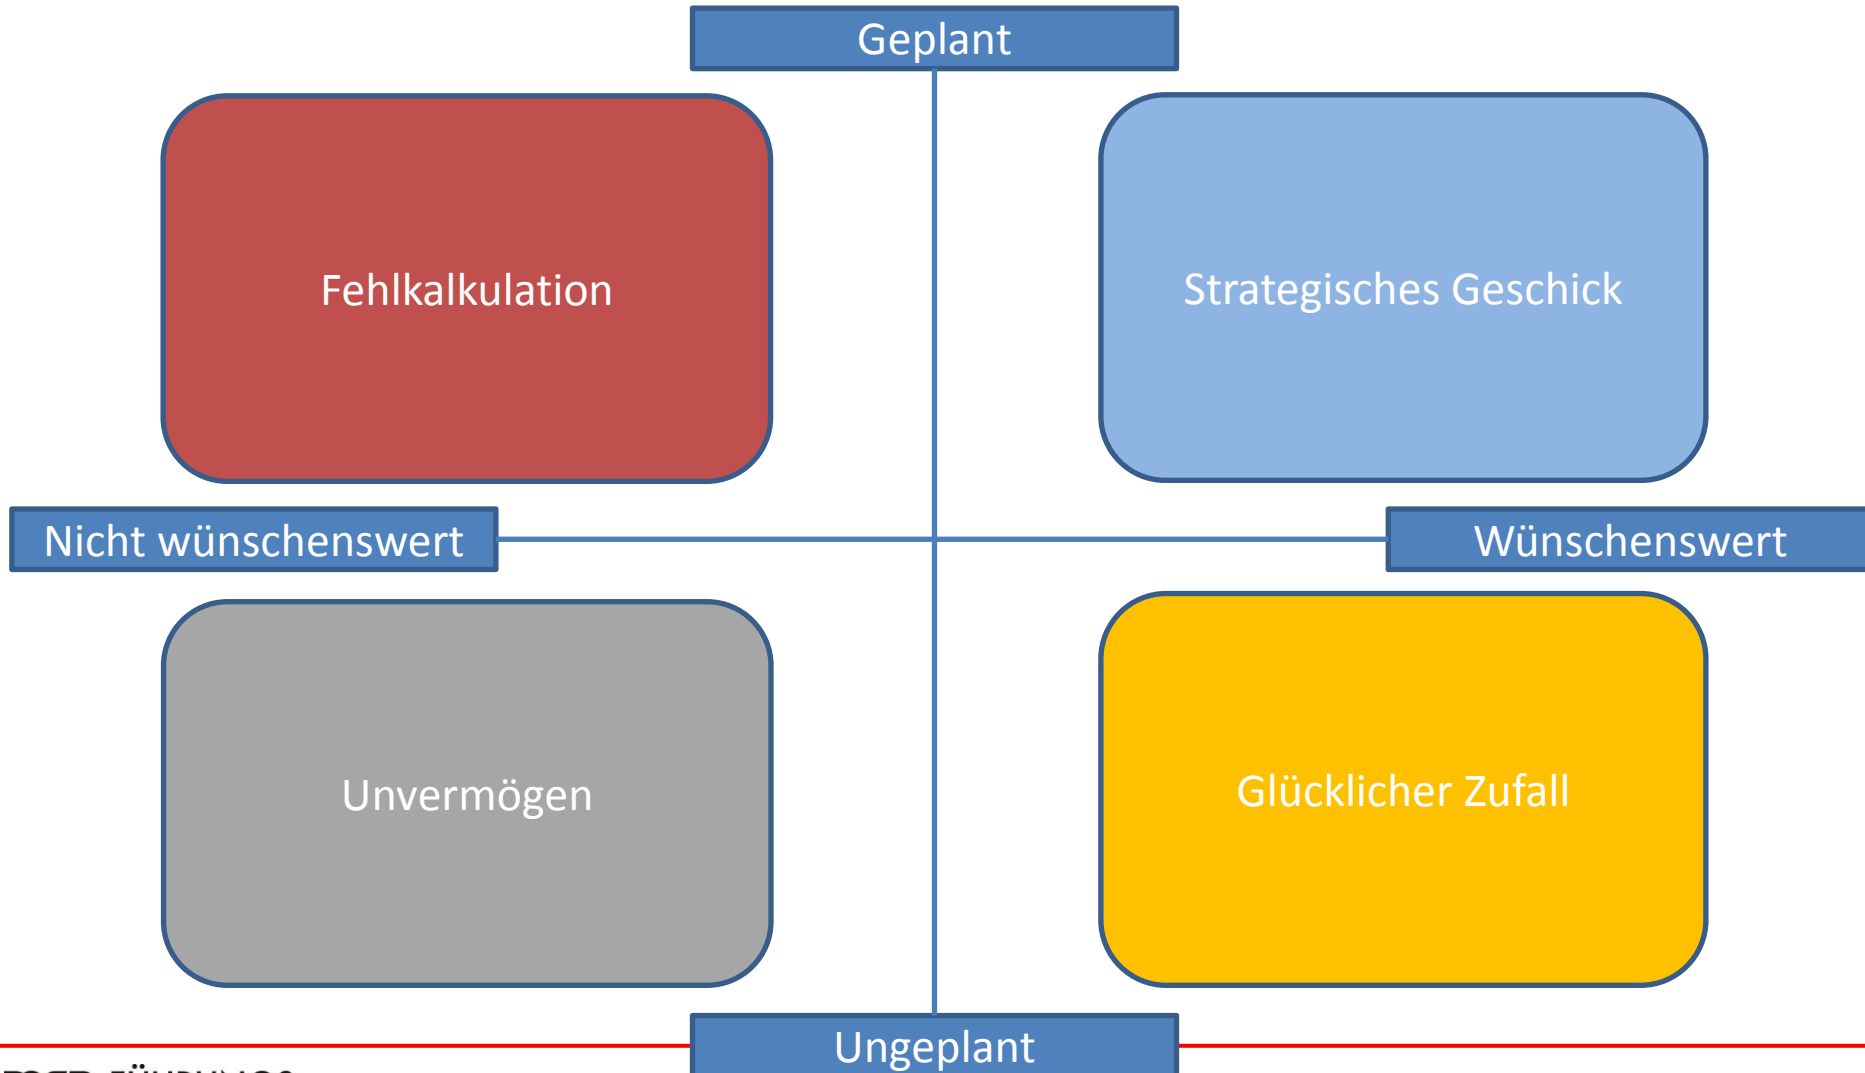 Geplant
Fehlkalkulation
Strategisches Geschick
Nicht wünschenswert
Wünschenswert
Unvermögen
Glücklicher Zufall
Ungeplant